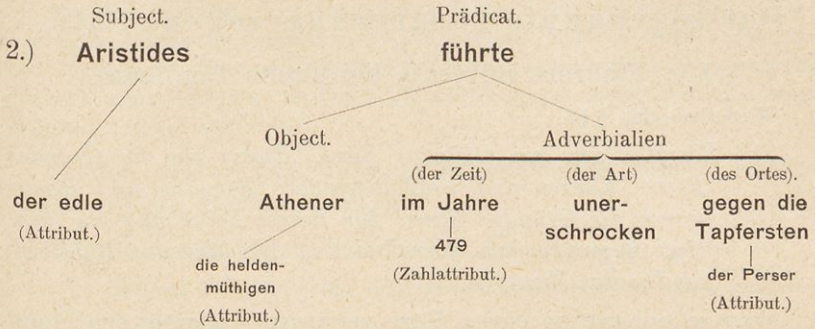 Subject. Prädicat.
2.) Aristides führte
Object. Adverbialien
(der Zeit) (der Art) (des Ortes).
der edle Athener im Jahre uner- gegen die
(Attribut.) 479 schrocken Tapfersten
die helden-
müthigen (Zahlattribut.) der Perser
(Attribut.) (Attribut.)